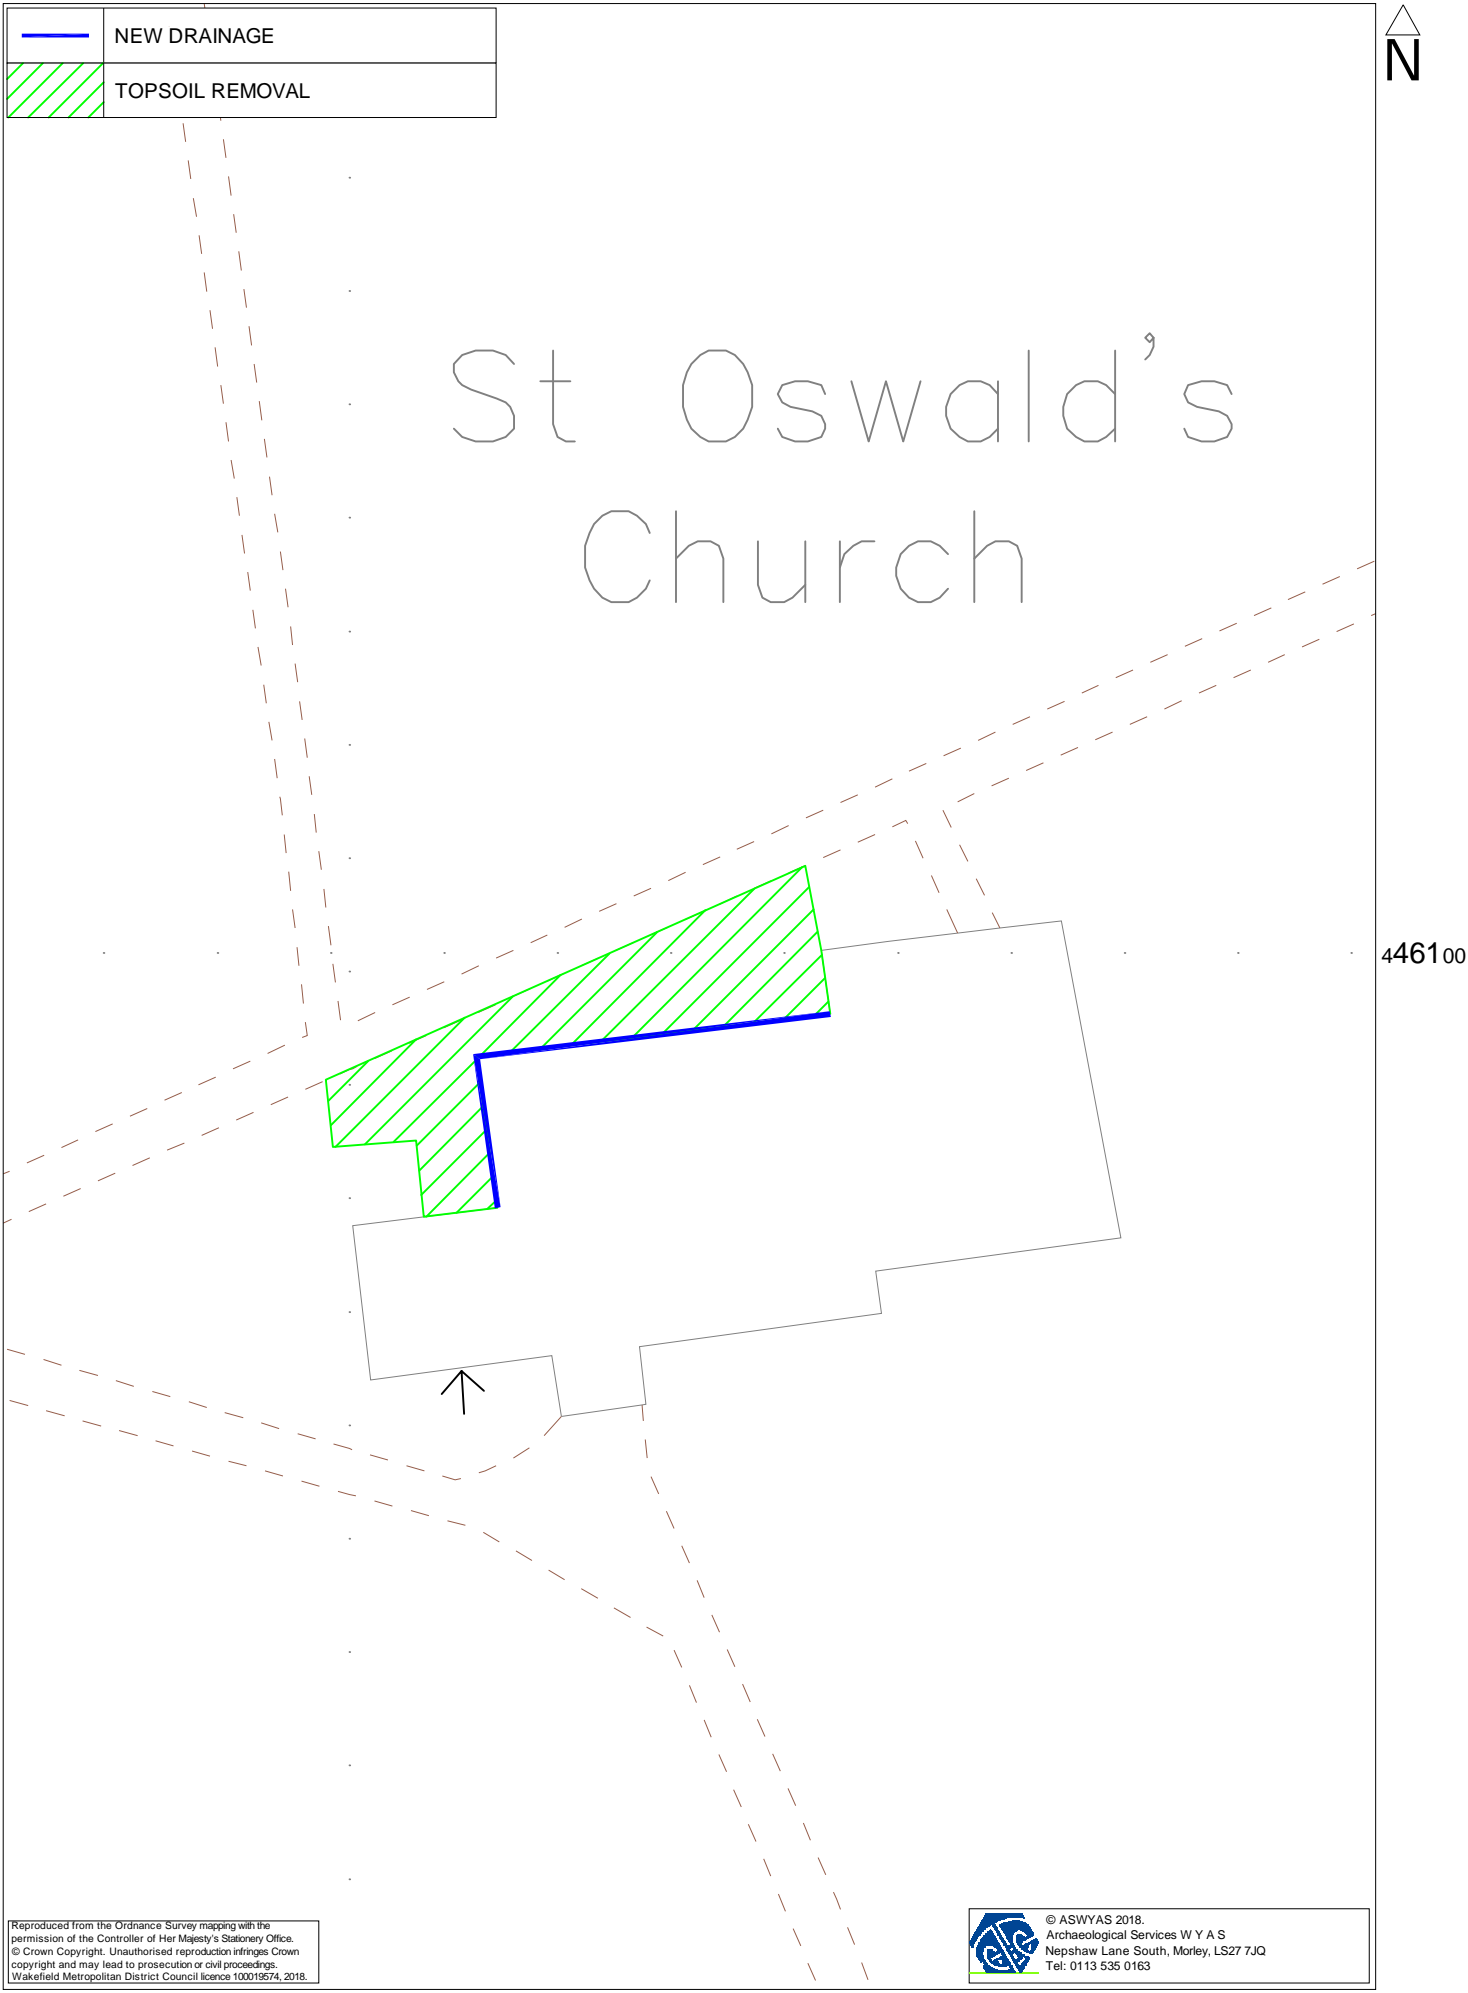 NEW DRAINAGE
TOPSOIL REMOVAL
N
St Oswald's
Church
446100
Reproduced from the Ordnance Survey mapping with the
permission of the Controller of Her Majesty's Stationery Office.
© Crown Copyright. Unauthorised reproduction infringes Crown
copyright and may lead to prosecution or civil proceedings.
Wakefield Metropolitan District Council licence 100019574, 2018.
© ASWYAS 2018.
Archaeological Services W Y A S
Nepshaw Lane South, Morley, LS27 7JQ
Tel: 0113 535 0163